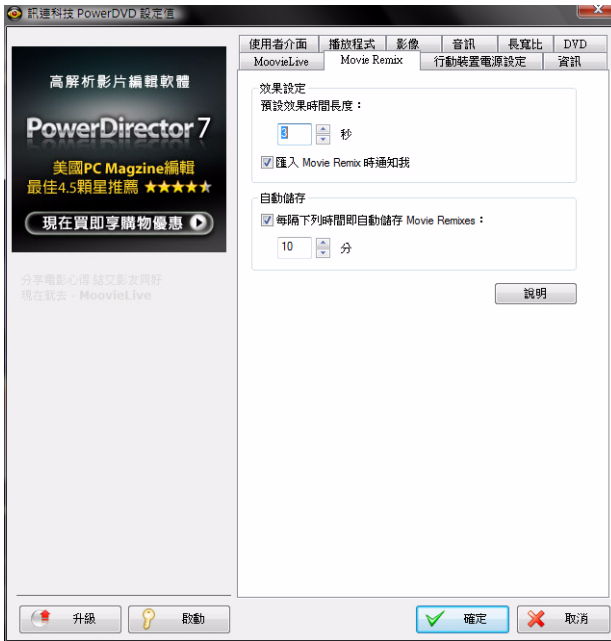 訊連科技 PowerDVD 設定值
高解析影片編輯軟體
PowerDirector 7
美國PC Magzine編輯
最佳4.5顆星推薦 ★★★★★
現在買即享購物優惠
分享電影心得 結交影友同好
現在就去 - MoovieLive
使用者介面 播放程式 影像 音訊 長寬比 DVD
MoovieLive Movie Remix 行動裝置電源設定 資訊
效果設定
預設效果時間長度：
3 秒
匯入 Movie Remix 時通知我
自動儲存
每隔下列時間即自動儲存 Movie Remixes：
10 分
說明
升級 啟動 確定 取消